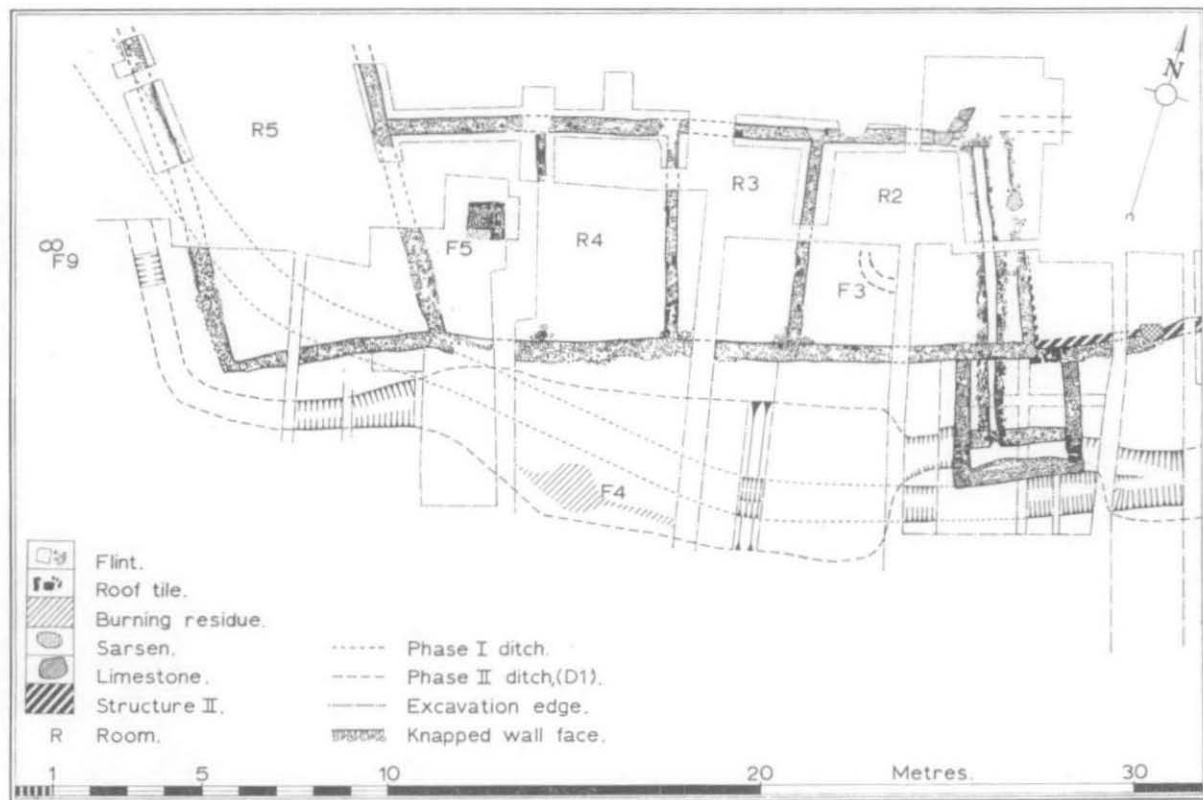 N
R5
R3
R2
R4
F5
F3
F9
F4
Flint.
Roof tile.
Burning residue.
Sarsen.
Limestone.
Structure II.
R Room.
Phase I ditch.
Phase II ditch,(D1).
Excavation edge.
Knapped wall face.
1 5 10 20 Metres. 30